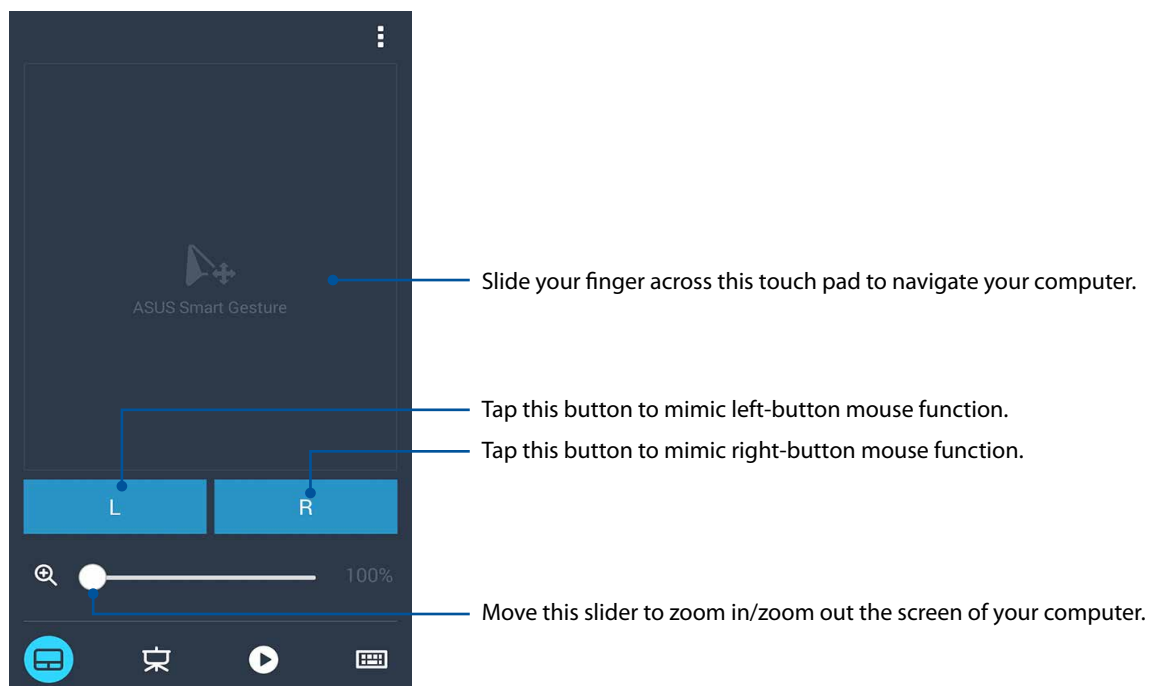 ASUS Smart Gesture
Slide your finger across this touch pad to navigate your computer.
Tap this button to mimic left-button mouse function.
Tap this button to mimic right-button mouse function.
L
R
100%
Move this slider to zoom in/zoom out the screen of your computer.